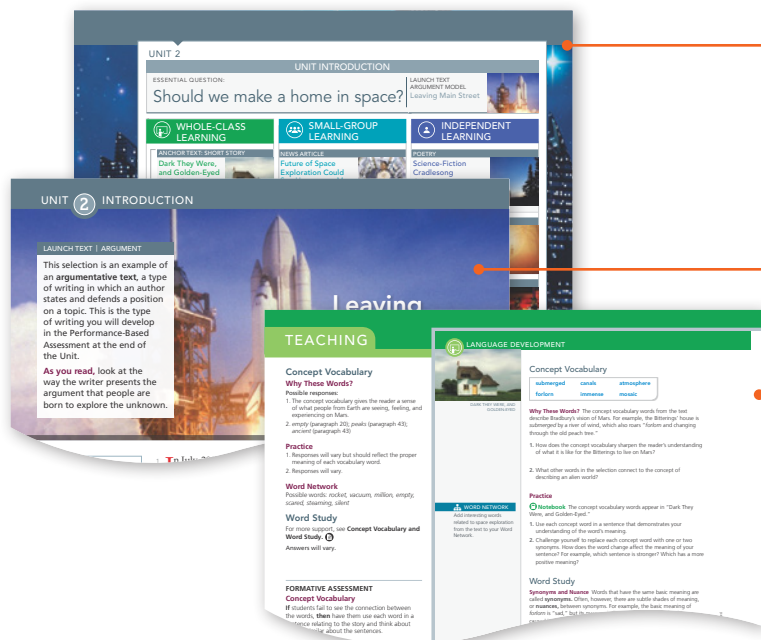 UNIT 2
UNIT INTRODUCTION
ESSENTIAL QUESTION:
Should we make a home in space?
LAUNCH TEXT
ARGUMENT MODEL
Leaving Main Street
WHOLE-CLASS
LEARNING
SMALL-GROUP
LEARNING
INDEPENDENT
LEARNING
ANCHOR TEXT: SHORT STORY
Dark They Were,
and Golden-Eyed
NEWS ARTICLE
Future of Space
Exploration Could
POETRY
Science-Fiction
Cradlesong
UNIT 2 INTRODUCTION
LAUNCH TEXT | ARGUMENT
This selection is an example of
an argumentative text, a type
of writing in which an author
states and defends a position
on a topic. This is the type
of writing you will develop
in the Performance-Based
Assessment at the end of
the Unit.
As you read, look at the
way the writer presents the
argument that people are
born to explore the unknown.
Leaving
1 In July
TEACHING
Concept Vocabulary
Why These Words?
Possible responses:
1. The concept vocabulary gives the reader a sense
of what people from Earth are seeing, feeling, and
experiencing on Mars.
2. empty (paragraph 20); peaks (paragraph 43);
ancient (paragraph 43)
Practice
1. Responses will vary but should reflect the proper
meaning of each vocabulary word.
2. Responses will vary.
Word Network
Possible words: rocket, vacuum, million, empty,
scared, steaming, silent
Word Study
For more support, see Concept Vocabulary and
Word Study.
Answers will vary.
FORMATIVE ASSESSMENT
Concept Vocabulary
If students fail to see the connection between
the words, then have them use each word in a
sentence relating to the story and think about
about the sentences.
LANGUAGE DEVELOPMENT
DARK THEY WERE, AND
GOLDEN-EYED
WORD NETWORK
Add interesting words
related to space exploration
from the text to your Word
Network.
Concept Vocabulary
submerged canals atmosphere
forlorn immense mosaic
Why These Words? The concept vocabulary words from the text
describe Bradbury's vision of Mars. For example, the Bitterings' house is
submerged by a river of wind, which also roars "forlorn and changing
through the old peach tree."
1. How does the concept vocabulary sharpen the reader's understanding
of what it is like for the Bitterings to live on Mars?
2. What other words in the selection connect to the concept of
describing an alien world?
Practice
Notebook The concept vocabulary words appear in "Dark They
Were, and Golden-Eyed."
1. Use each concept word in a sentence that demonstrates your
understanding of the word's meaning.
2. Challenge yourself to replace each concept word with one or two
synonyms. How does the word change affect the meaning of your
sentence? For example, which sentence is stronger? Which has a more
positive meaning?
Word Study
Synonyms and Nuance Words that have the same basic meaning are
called synonyms. Often, however, there are subtle shades of meaning,
or nuances, between synonyms. For example, the basic meaning of
forlorn is "sad," but